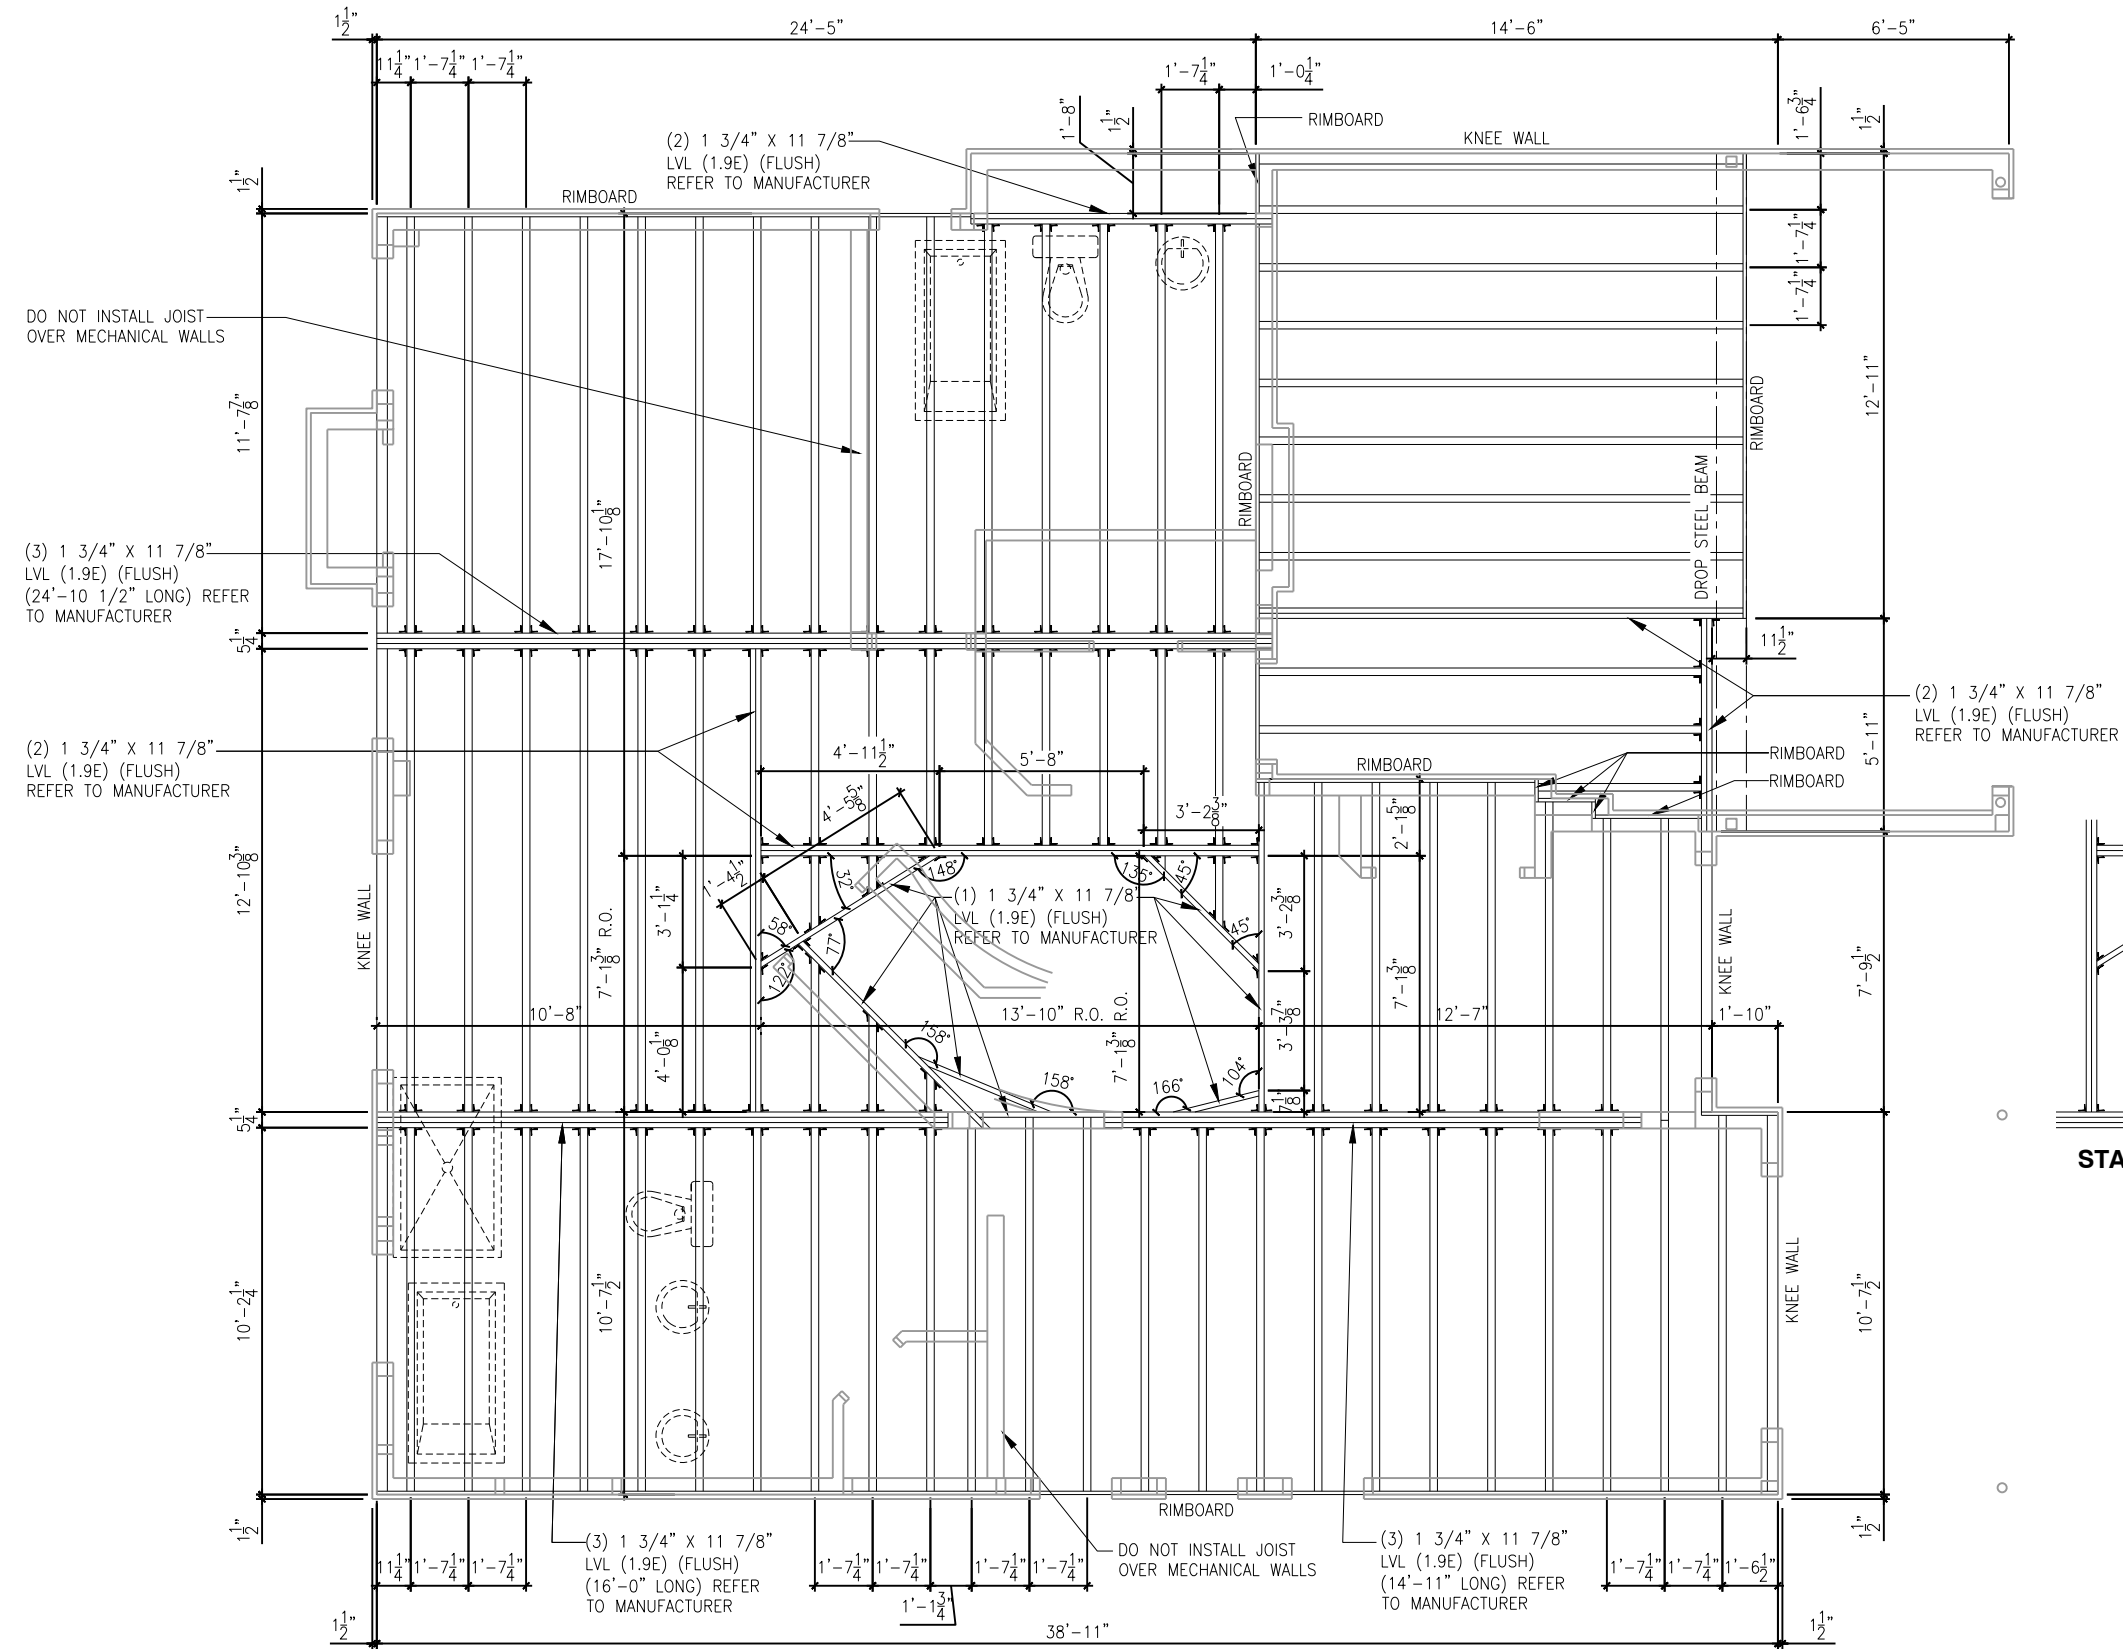 1 1/2"
24'-5"
14'-6"
6'-5"
11 1/4"
1'-7 1/4"
1'-7 1/4"
1'-7 1/4"
1'-0 1/4"
1'-8"
1 1/2"
1'-6 3/4"
1 1/2"
RIMBOARD
KNEE WALL
(2) 1 3/4" X 11 7/8"
LVL (1.9E) (FLUSH)
REFER TO MANUFACTURER
1 1/2"
RIMBOARD
1'-7 1/4"
1'-7 1/4"
DO NOT INSTALL JOIST
OVER MECHANICAL WALLS
11'-7 7/8"
12'-11"
RIMBOARD
RIMBOARD
DROP STEEL BEAM
17'-10 1/8"
(3) 1 3/4" X 11 7/8"
LVL (1.9E) (FLUSH)
(24'-10 1/2" LONG) REFER
TO MANUFACTURER
5 1/4"
11 1/2"
(2) 1 3/4" X 11 7/8"
LVL (1.9E) (FLUSH)
REFER TO MANUFACTURER
5'-11"
(2) 1 3/4" X 11 7/8"
LVL (1.9E) (FLUSH)
REFER TO MANUFACTURER
4'-11 1/2"
5'-8"
RIMBOARD
RIMBOARD
RIMBOARD
4'-5 5/8"
3'-2 3/8"
2'-1 5/8"
1'-4 1/2"
32°
148°
135°
45°
(1) 1 3/4" X 11 7/8"
LVL (1.9E) (FLUSH)
REFER TO MANUFACTURER
12'-10 3/8"
KNEE WALL
3'-1 1/4"
7'-1 3/8" R.O.
58°
77°
122°
45°
3'-2 3/8"
7'-1 3/8"
KNEE WALL
7'-9 1/2"
10'-8"
13'-10" R.O.
R.O.
7'-1 3/8"
12'-7"
1'-10"
4'-0 1/8"
3'-3 7/8"
158°
158°
166°
104°
7 1/8"
5 1/4"
STA
10'-2 1/4"
10'-7 1/2"
KNEE WALL
10'-7 1/2"
RIMBOARD
1 1/2"
1 1/2"
(3) 1 3/4" X 11 7/8"
LVL (1.9E) (FLUSH)
(16'-0" LONG) REFER
TO MANUFACTURER
DO NOT INSTALL JOIST
OVER MECHANICAL WALLS
(3) 1 3/4" X 11 7/8"
LVL (1.9E) (FLUSH)
(14'-11" LONG) REFER
TO MANUFACTURER
11 1/4"
1'-7 1/4"
1'-7 1/4"
1'-7 1/4"
1'-7 1/4"
1'-7 1/4"
1'-7 1/4"
1'-7 1/4"
1'-7 1/4"
1'-6 1/2"
1'-1 3/4"
1 1/2"
38'-11"
1 1/2"